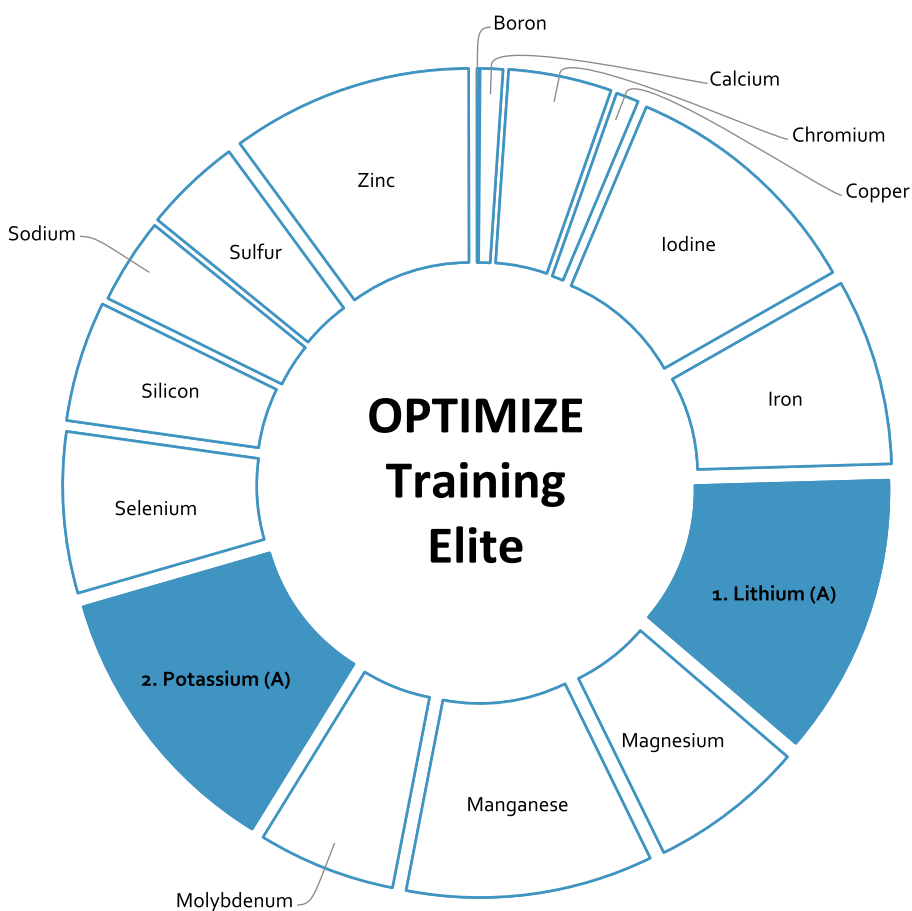 Boron
Calcium
Chromium
Copper
Zinc
Iodine
Sodium
Sulfur
Silicon
Iron
OPTIMIZE
Training
Elite
Selenium
1. Lithium (A)
2. Potassium (A)
Magnesium
Manganese
Molybdenum